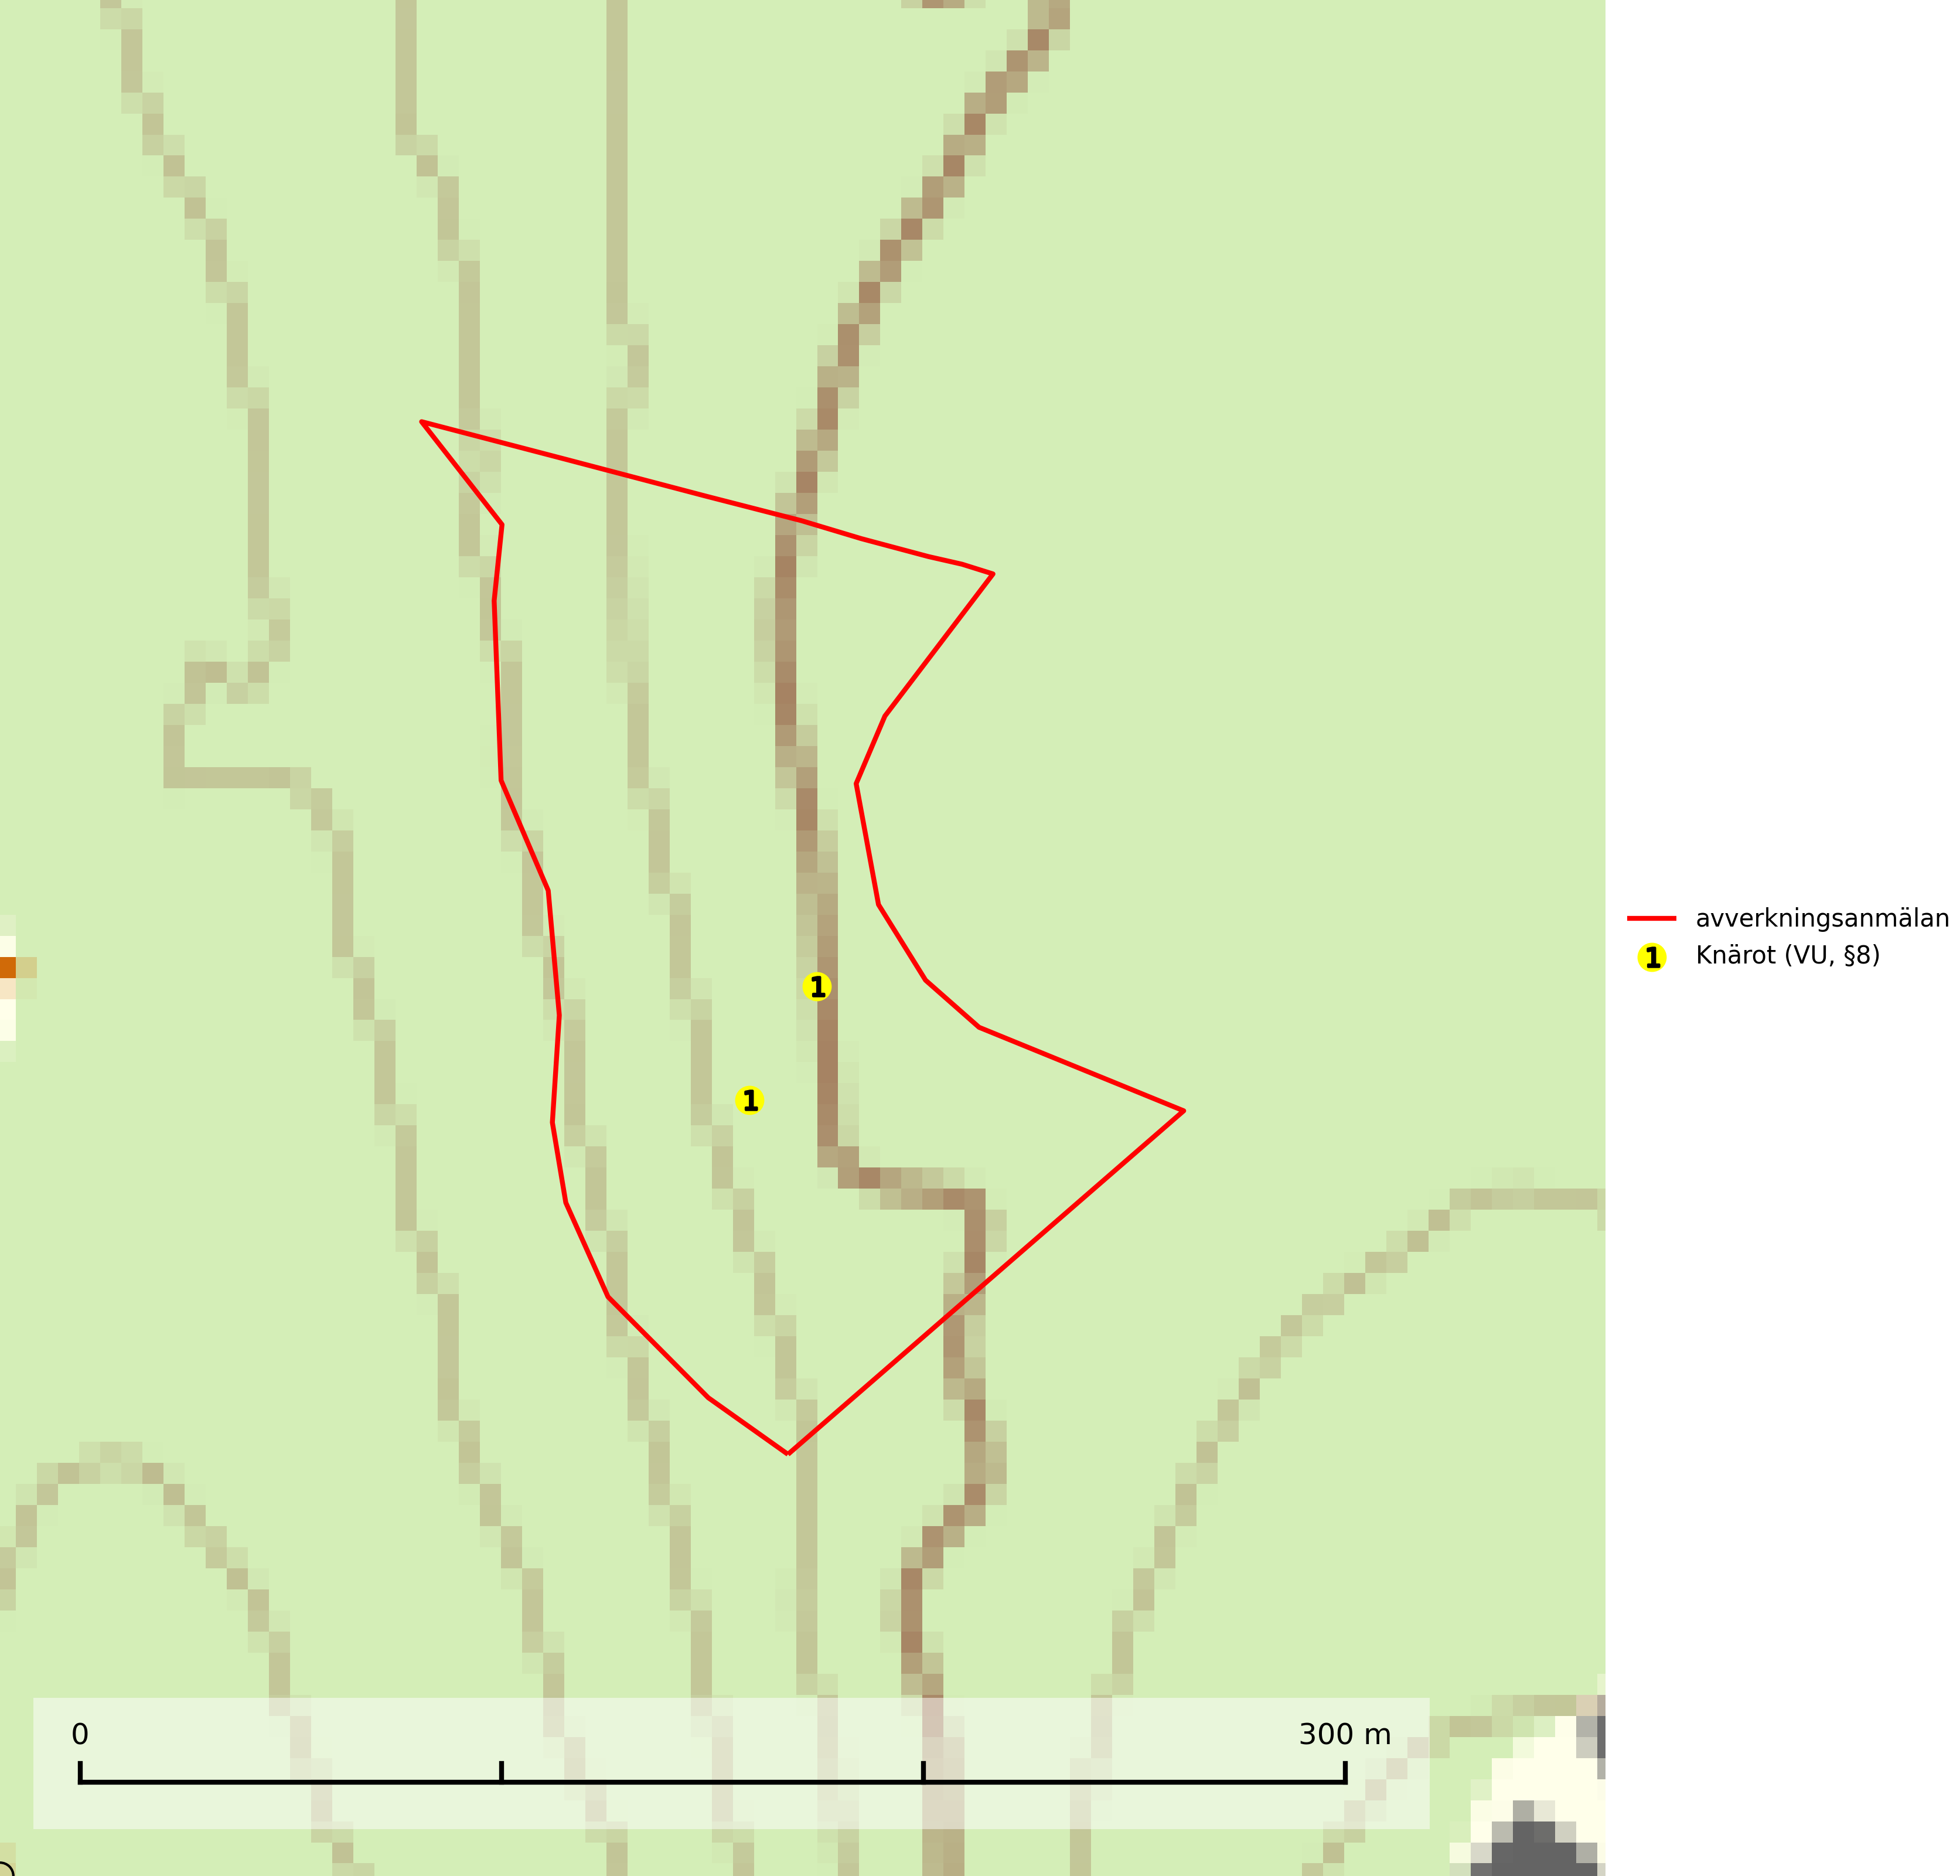 avverkningsanmälan
1 Knärot (VU, §8)
1
1
0 300 m